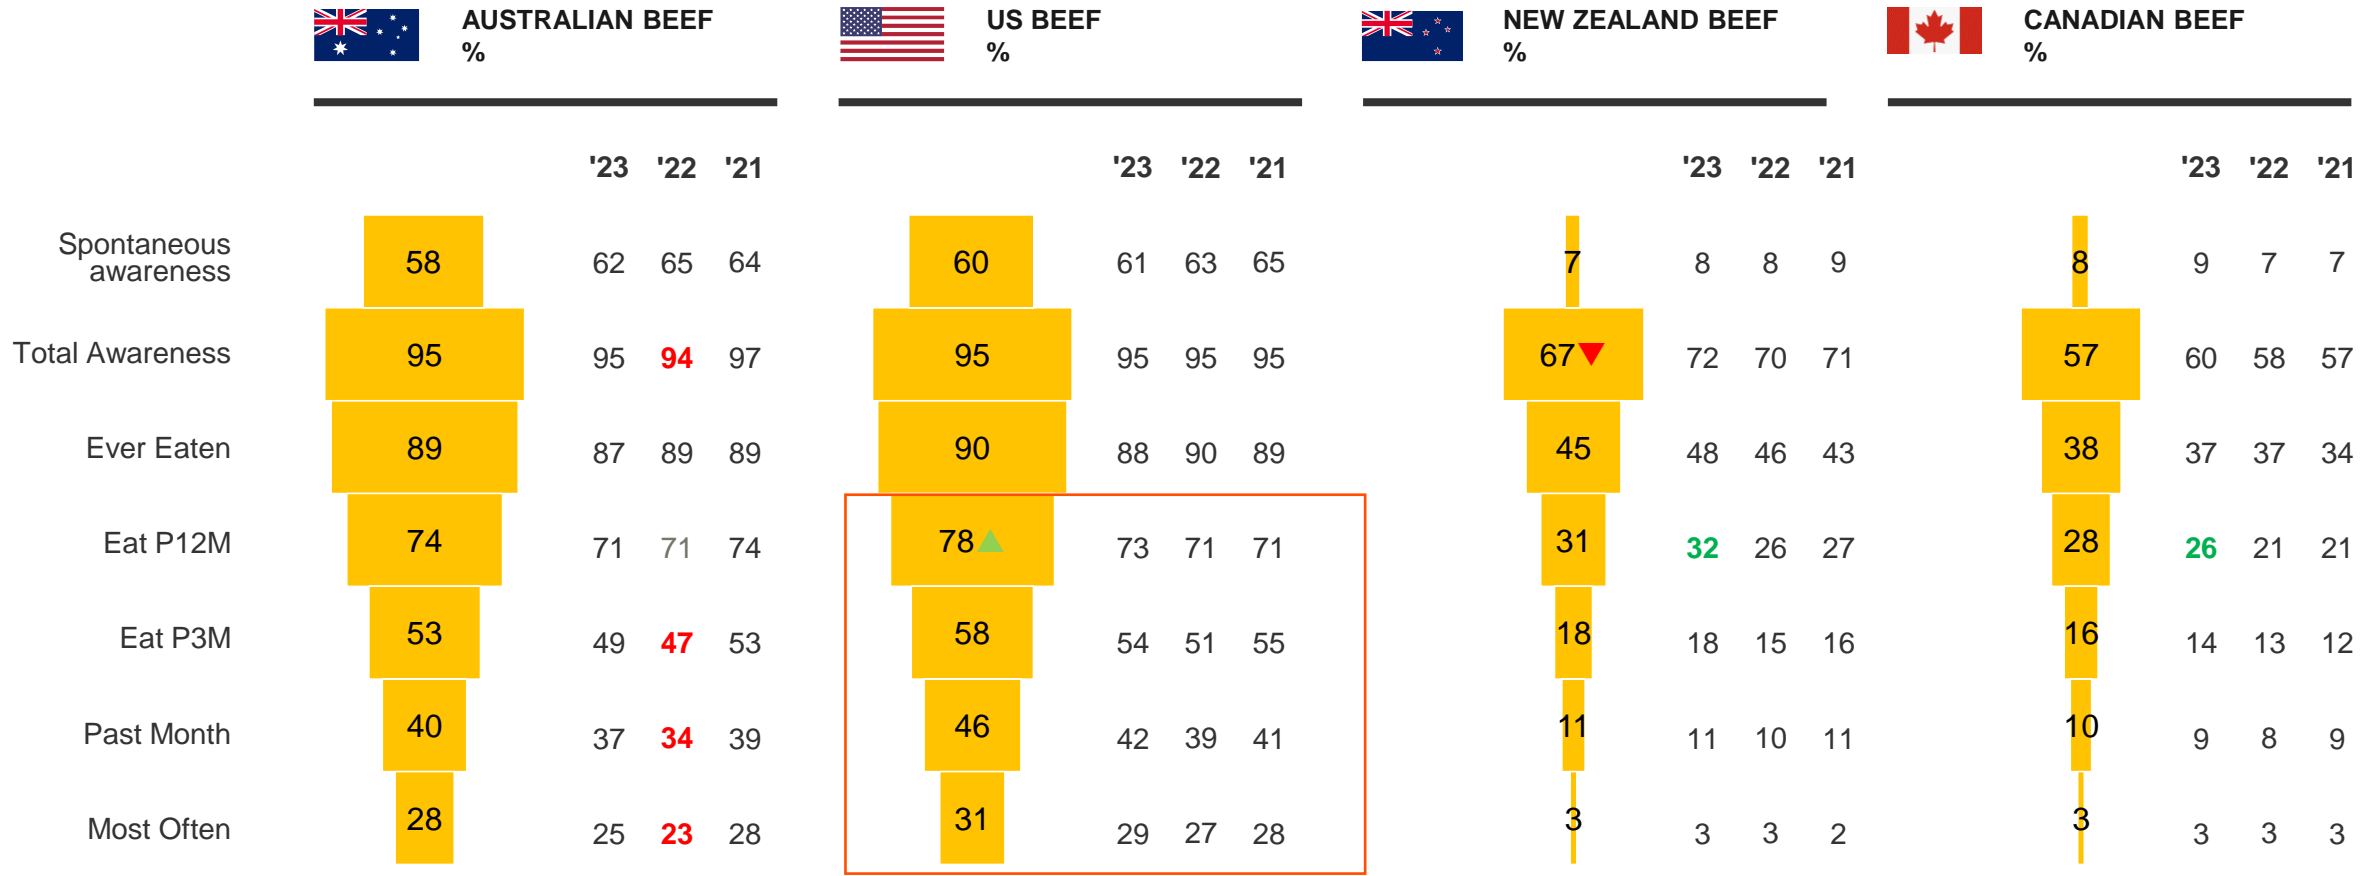 AUSTRALIAN BEEF
%
US BEEF
%
NEW ZEALAND BEEF
%
CANADIAN BEEF
%
'23 '22 '21 '23 '22 '21 '23 '22 '21 '23 '22 '21
Spontaneous
awareness
58 62 65 64 60 61 63 65 7 8 8 9 8 9 7 7
Total Awareness 95 95 94 97 95 95 95 95 67 72 70 71 57 60 58 57
Ever Eaten 89 87 89 89 90 88 90 89 45 48 46 43 38 37 37 34
Eat P12M 74 71 71 74 78 73 71 71 31 32 26 27 28 26 21 21
Eat P3M 53 49 47 53 58 54 51 55 18 18 15 16 16 14 13 12
Past Month 40 37 34 39 46 42 39 41 11 11 10 11 10 9 8 9
Most Often 28 25 23 28 31 29 27 28 3 3 3 2 3 3 3 3